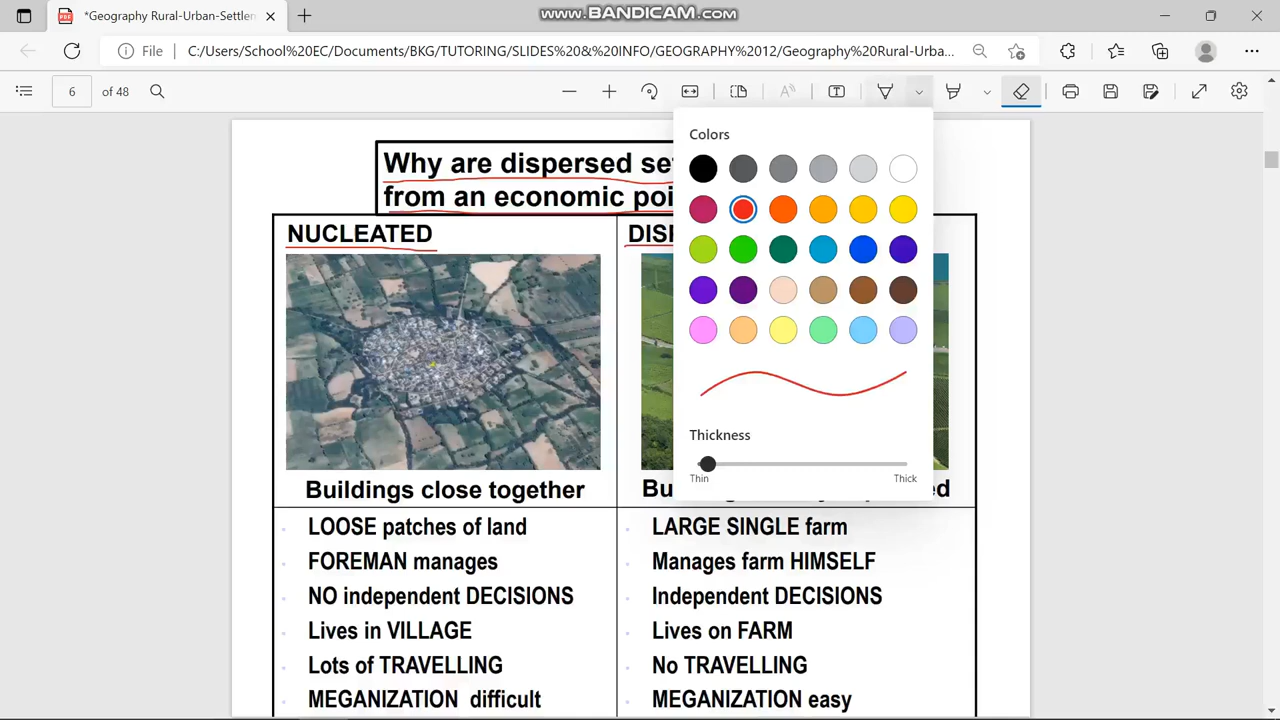 *Geography Rural-Urban-Settlen
www.BANDICAM.com
File
C:/Users/School%20EC/Documents/BKG/TUTORING/SLIDES%20&%20INFO/GEOGRAPHY%2012/Geography%20Rural-Urba...
6 of 48
Colors
Thickness
Thin
Thick
Why are dispersed se
from an economic poi
NUCLEATED
DIS
Buildings close together
Bu
d
LOOSE patches of land
FOREMAN manages
NO independent DECISIONS
Lives in VILLAGE
Lots of TRAVELLING
MEGANIZATION difficult
LARGE SINGLE farm
Manages farm HIMSELF
Independent DECISIONS
Lives on FARM
No TRAVELLING
MEGANIZATION easy